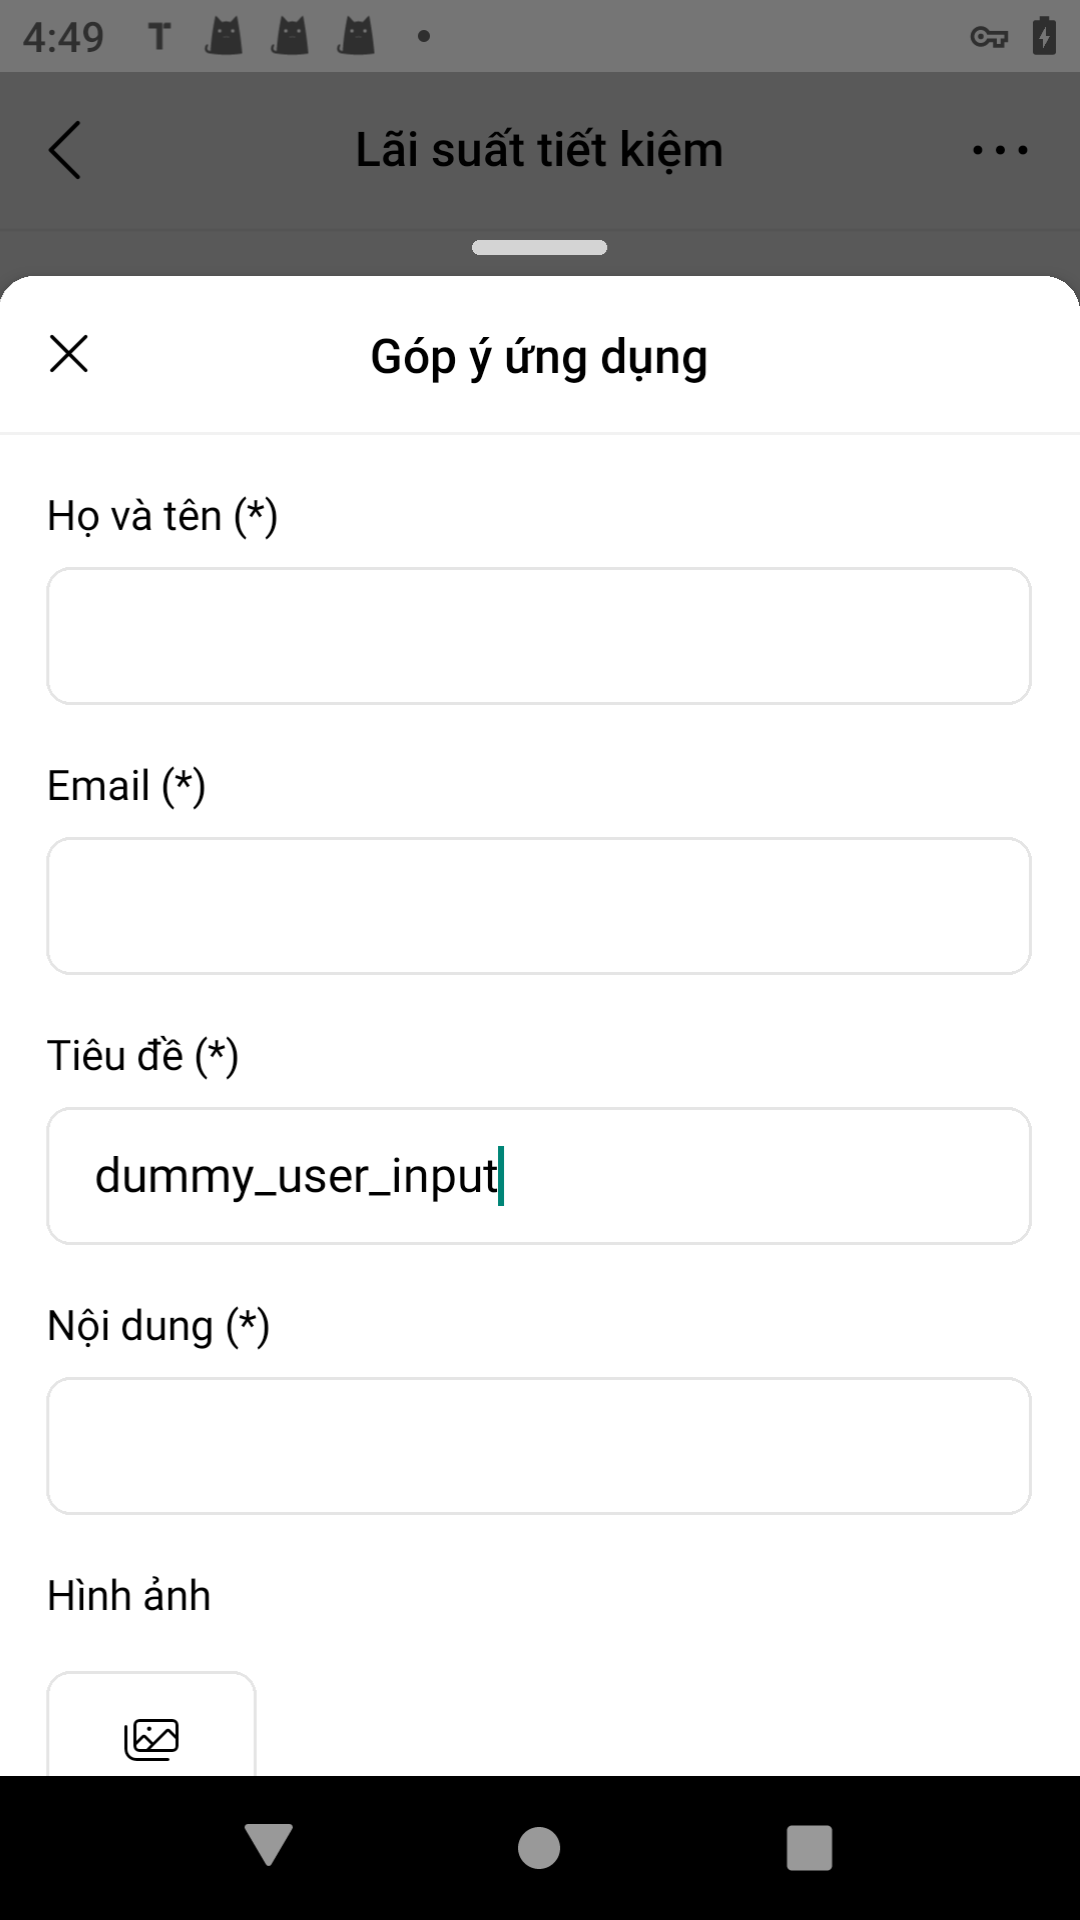 4:49
Lãi suất tiết kiệm
Góp ý ứng dụng
Họ và tên (*)
Email (*)
Tiêu đề (*)
dummy_user_input
Nội dung (*)
Hình ảnh